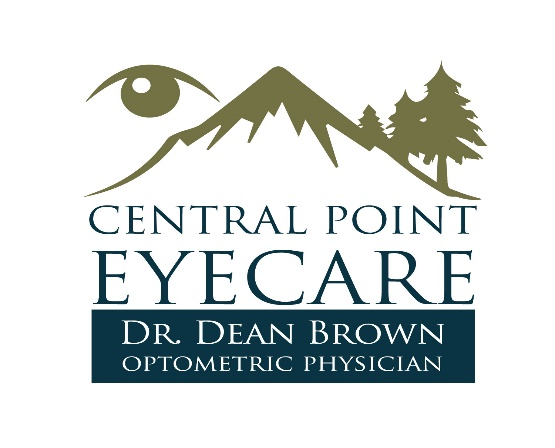 CENTRAL POINT
EYECARE
DR. DEAN BROWN
OPTOMETRIC PHYSICIAN